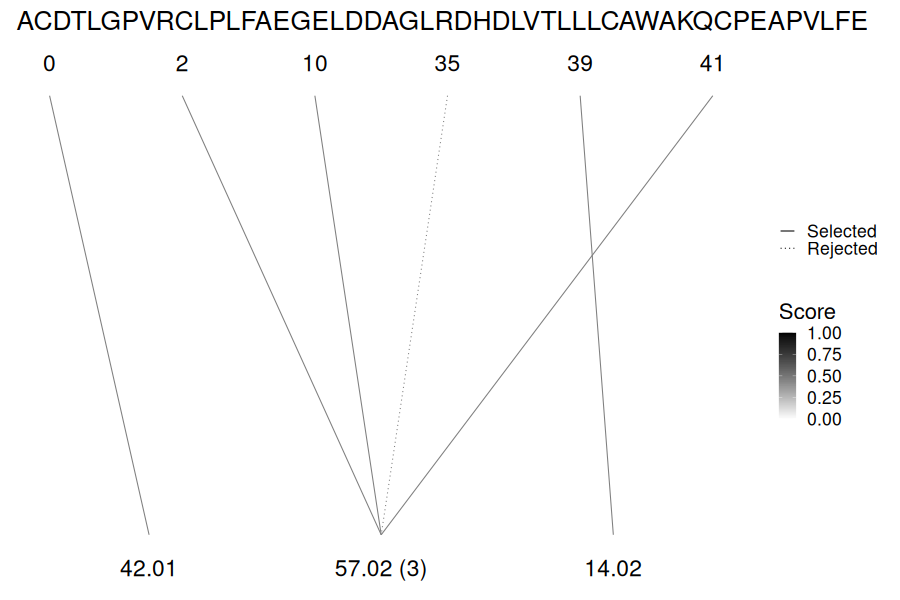 ACDTLGPVRCLPLFAEGELDDAGLRDHDLVTLLLCAWAKQCPEAPVLFE
0 2 10 35 39 41
Selected
Rejected
Score
1.00
0.75
0.50
0.25
0.00
42.01 57.02 (3) 14.02